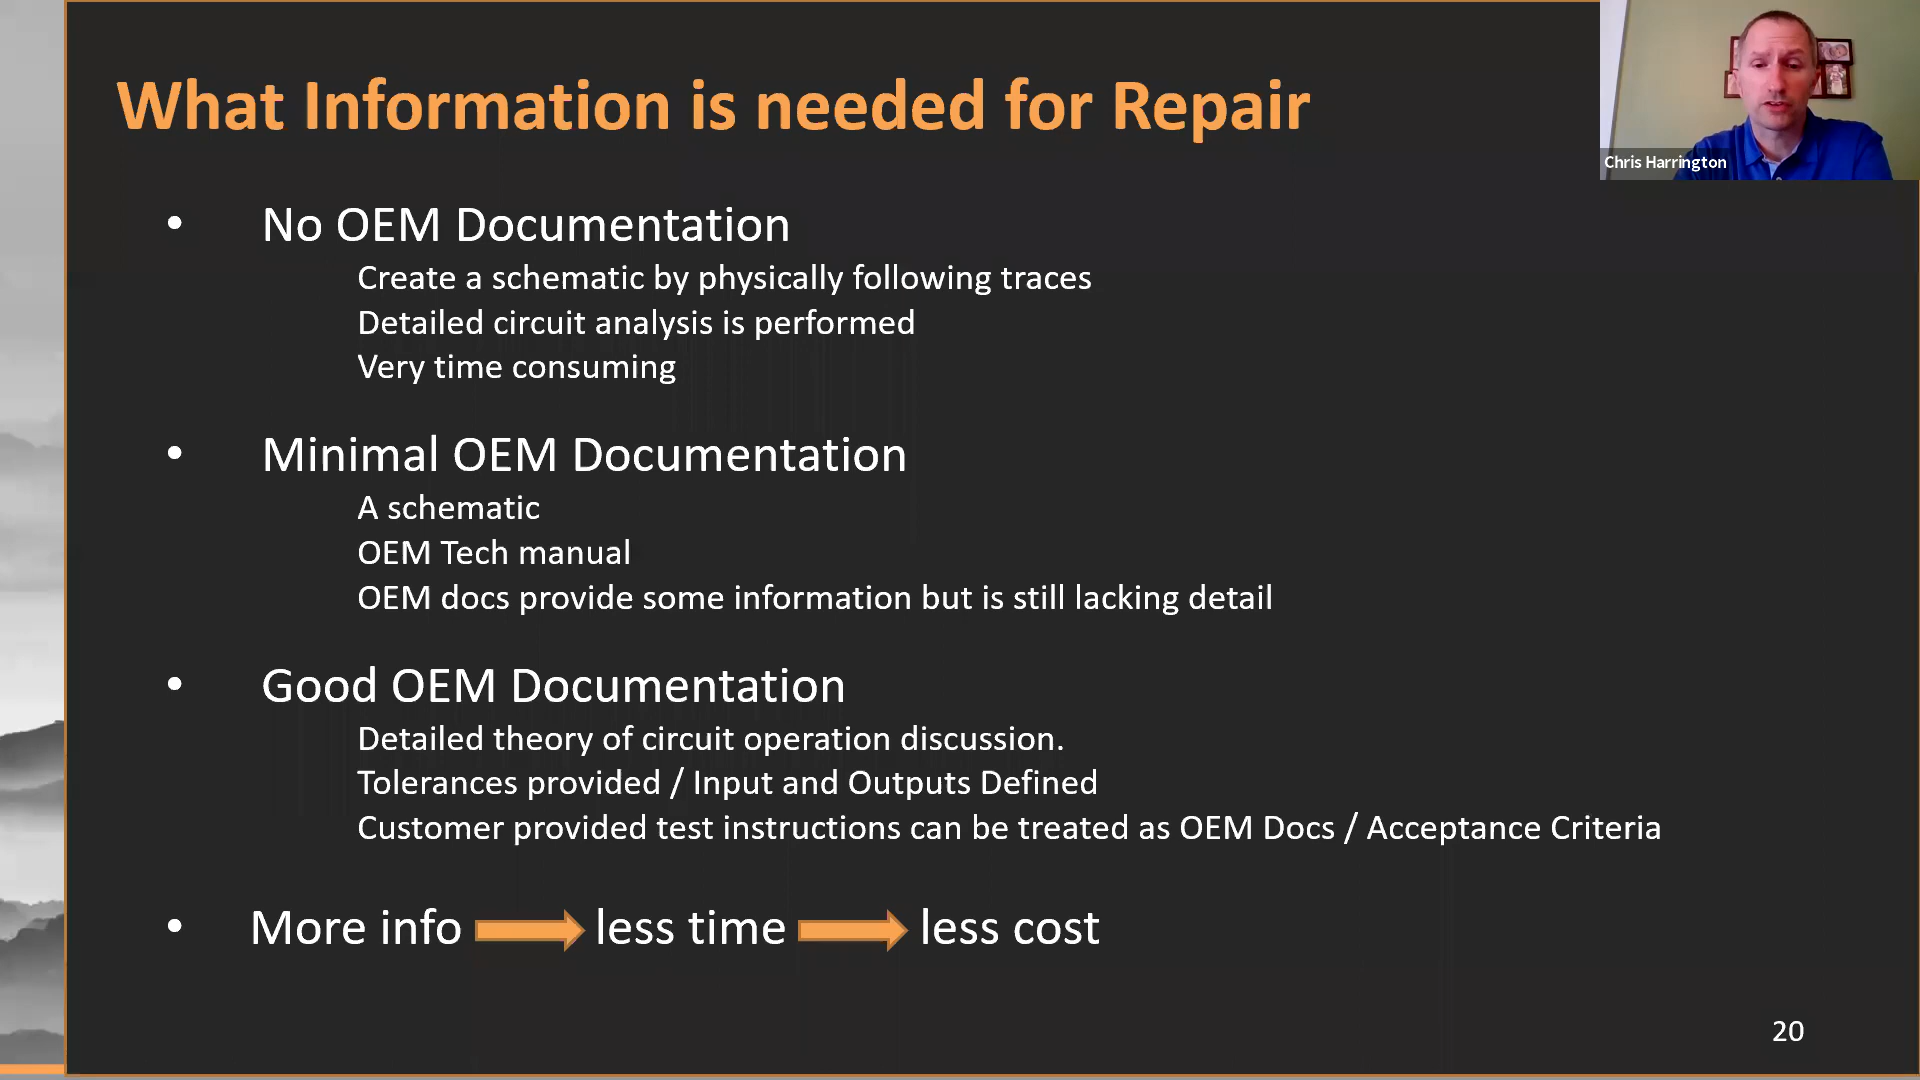 What Information is needed for Repair
Chris Harrington
• No OEM Documentation
Create a schematic by physically following traces
Detailed circuit analysis is performed
Very time consuming
• Minimal OEM Documentation
A schematic
OEM Tech manual
OEM docs provide some information but is still lacking detail
• Good OEM Documentation
Detailed theory of circuit operation discussion.
Tolerances provided / Input and Outputs Defined
Customer provided test instructions can be treated as OEM Docs / Acceptance Criteria
• More info less time less cost
20